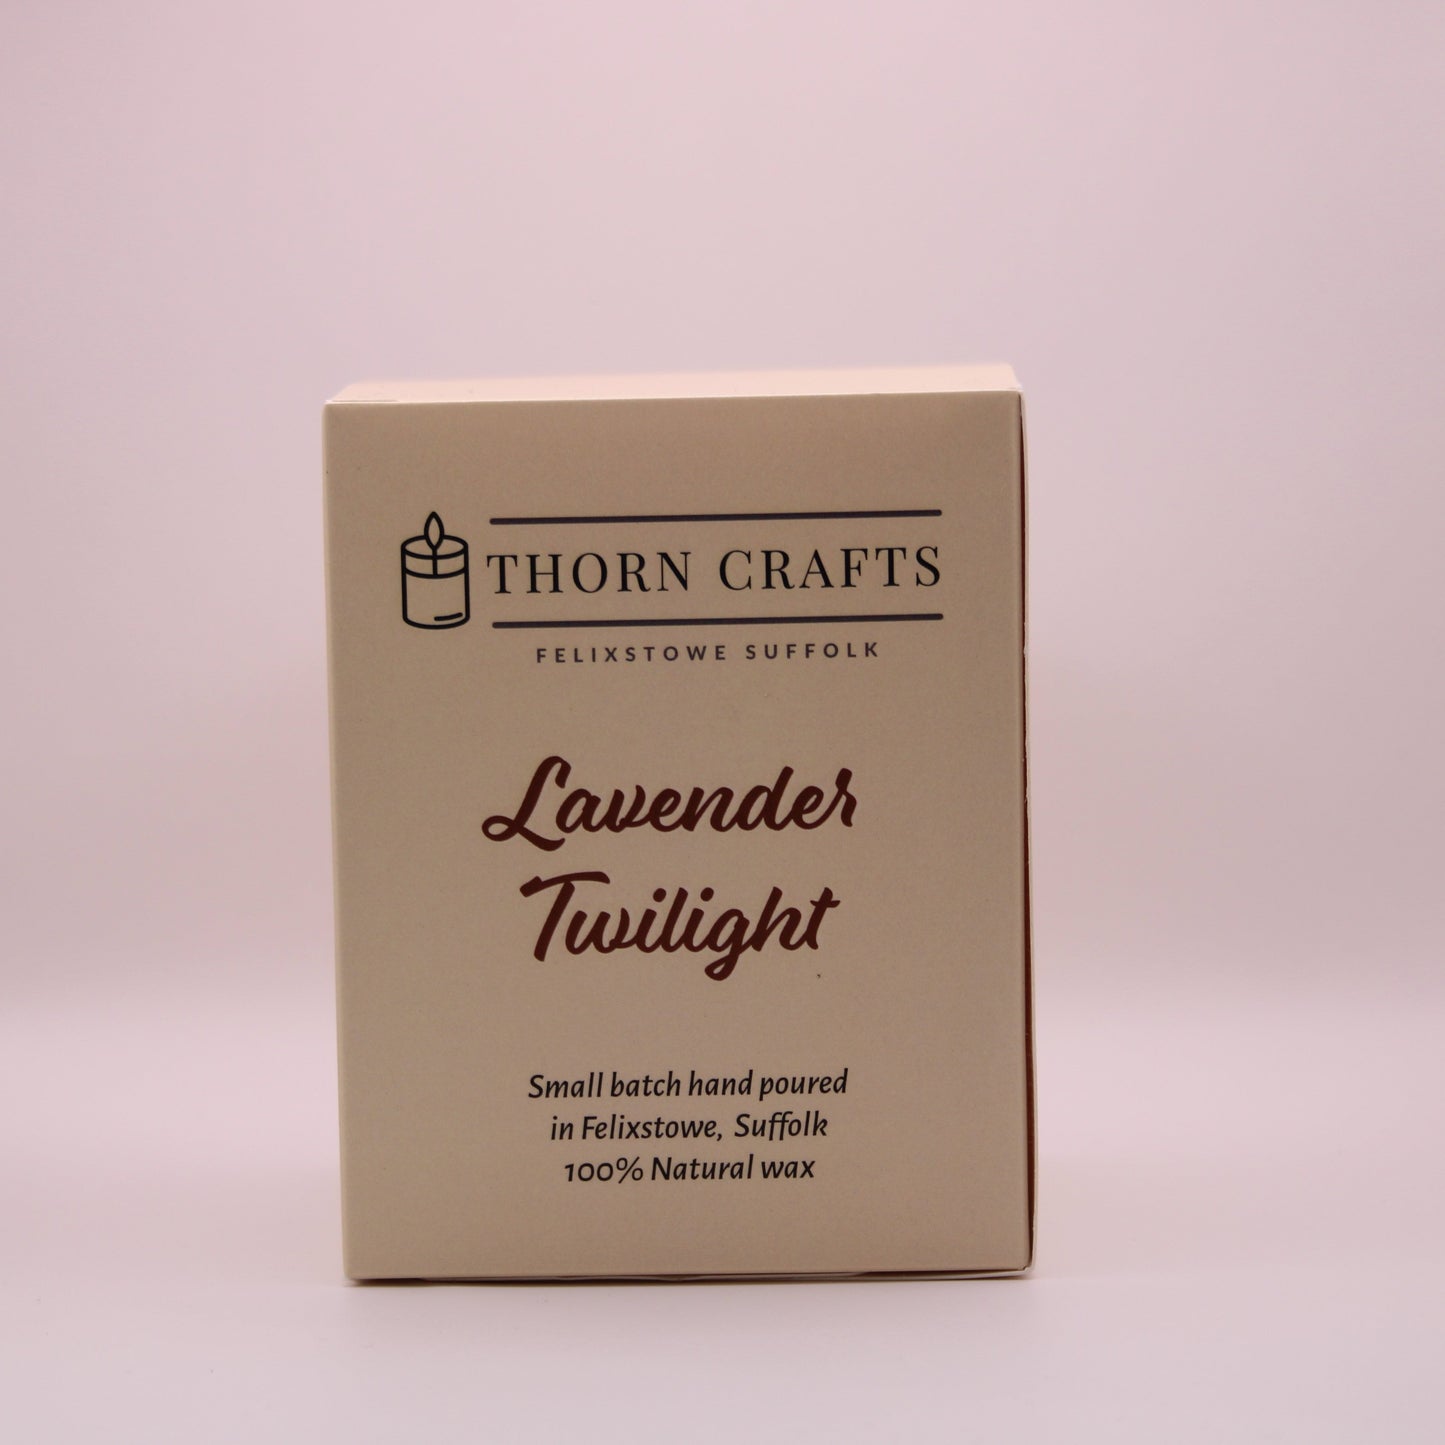 THORN CRAFTS
FELIXSTOWE SUFFOLK
Lavender
Twilight
Small batch hand poured
in Felixstowe, Suffolk
100% Natural wax